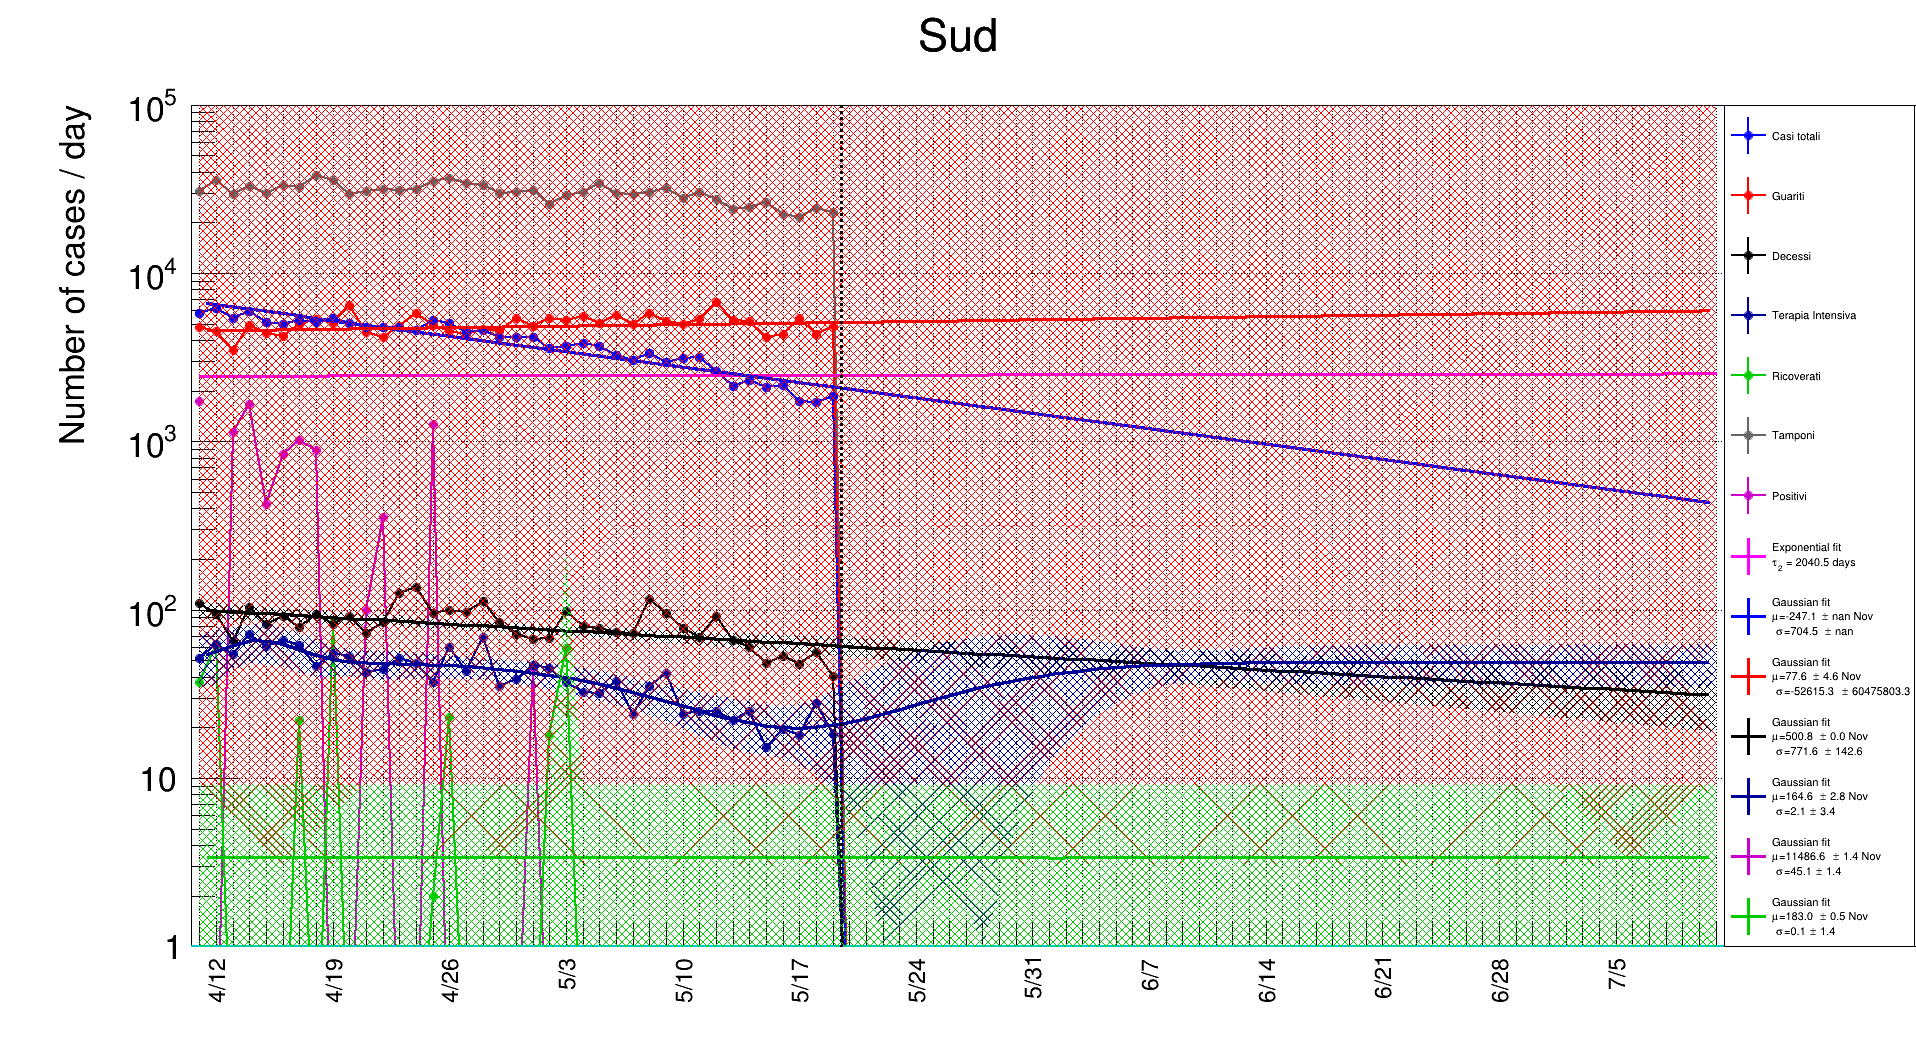 Sud
Number of cases / day
10^5
10^4
10^3
10^2
10
1
4/12
4/19
4/26
5/3
5/10
5/17
5/24
5/31
6/7
6/14
6/21
6/28
7/5
Casi totali
Guariti
Decessi
Terapia Intensiva
Ricoverati
Tamponi
Positivi
Exponential fit
τ_2 = 2040.5 days
Gaussian fit
μ=-247.1 ± nan Nov
σ=704.5 ± nan
Gaussian fit
μ=77.6 ± 4.6 Nov
σ=-52615.3 ± 60475803.3
Gaussian fit
μ=500.8 ± 0.0 Nov
σ=771.6 ± 142.6
Gaussian fit
μ=164.6 ± 2.8 Nov
σ=2.1 ± 3.4
Gaussian fit
μ=11486.6 ± 1.4 Nov
σ=45.1 ± 1.4
Gaussian fit
μ=183.0 ± 0.5 Nov
σ=0.1 ± 1.4